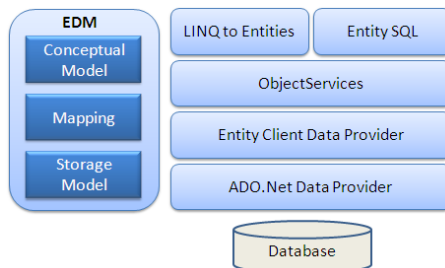 EDM
Conceptual
Model
Mapping
Storage
Model
LINQ to Entities
Entity SQL
ObjectServices
Entity Client Data Provider
ADO.Net Data Provider
Database